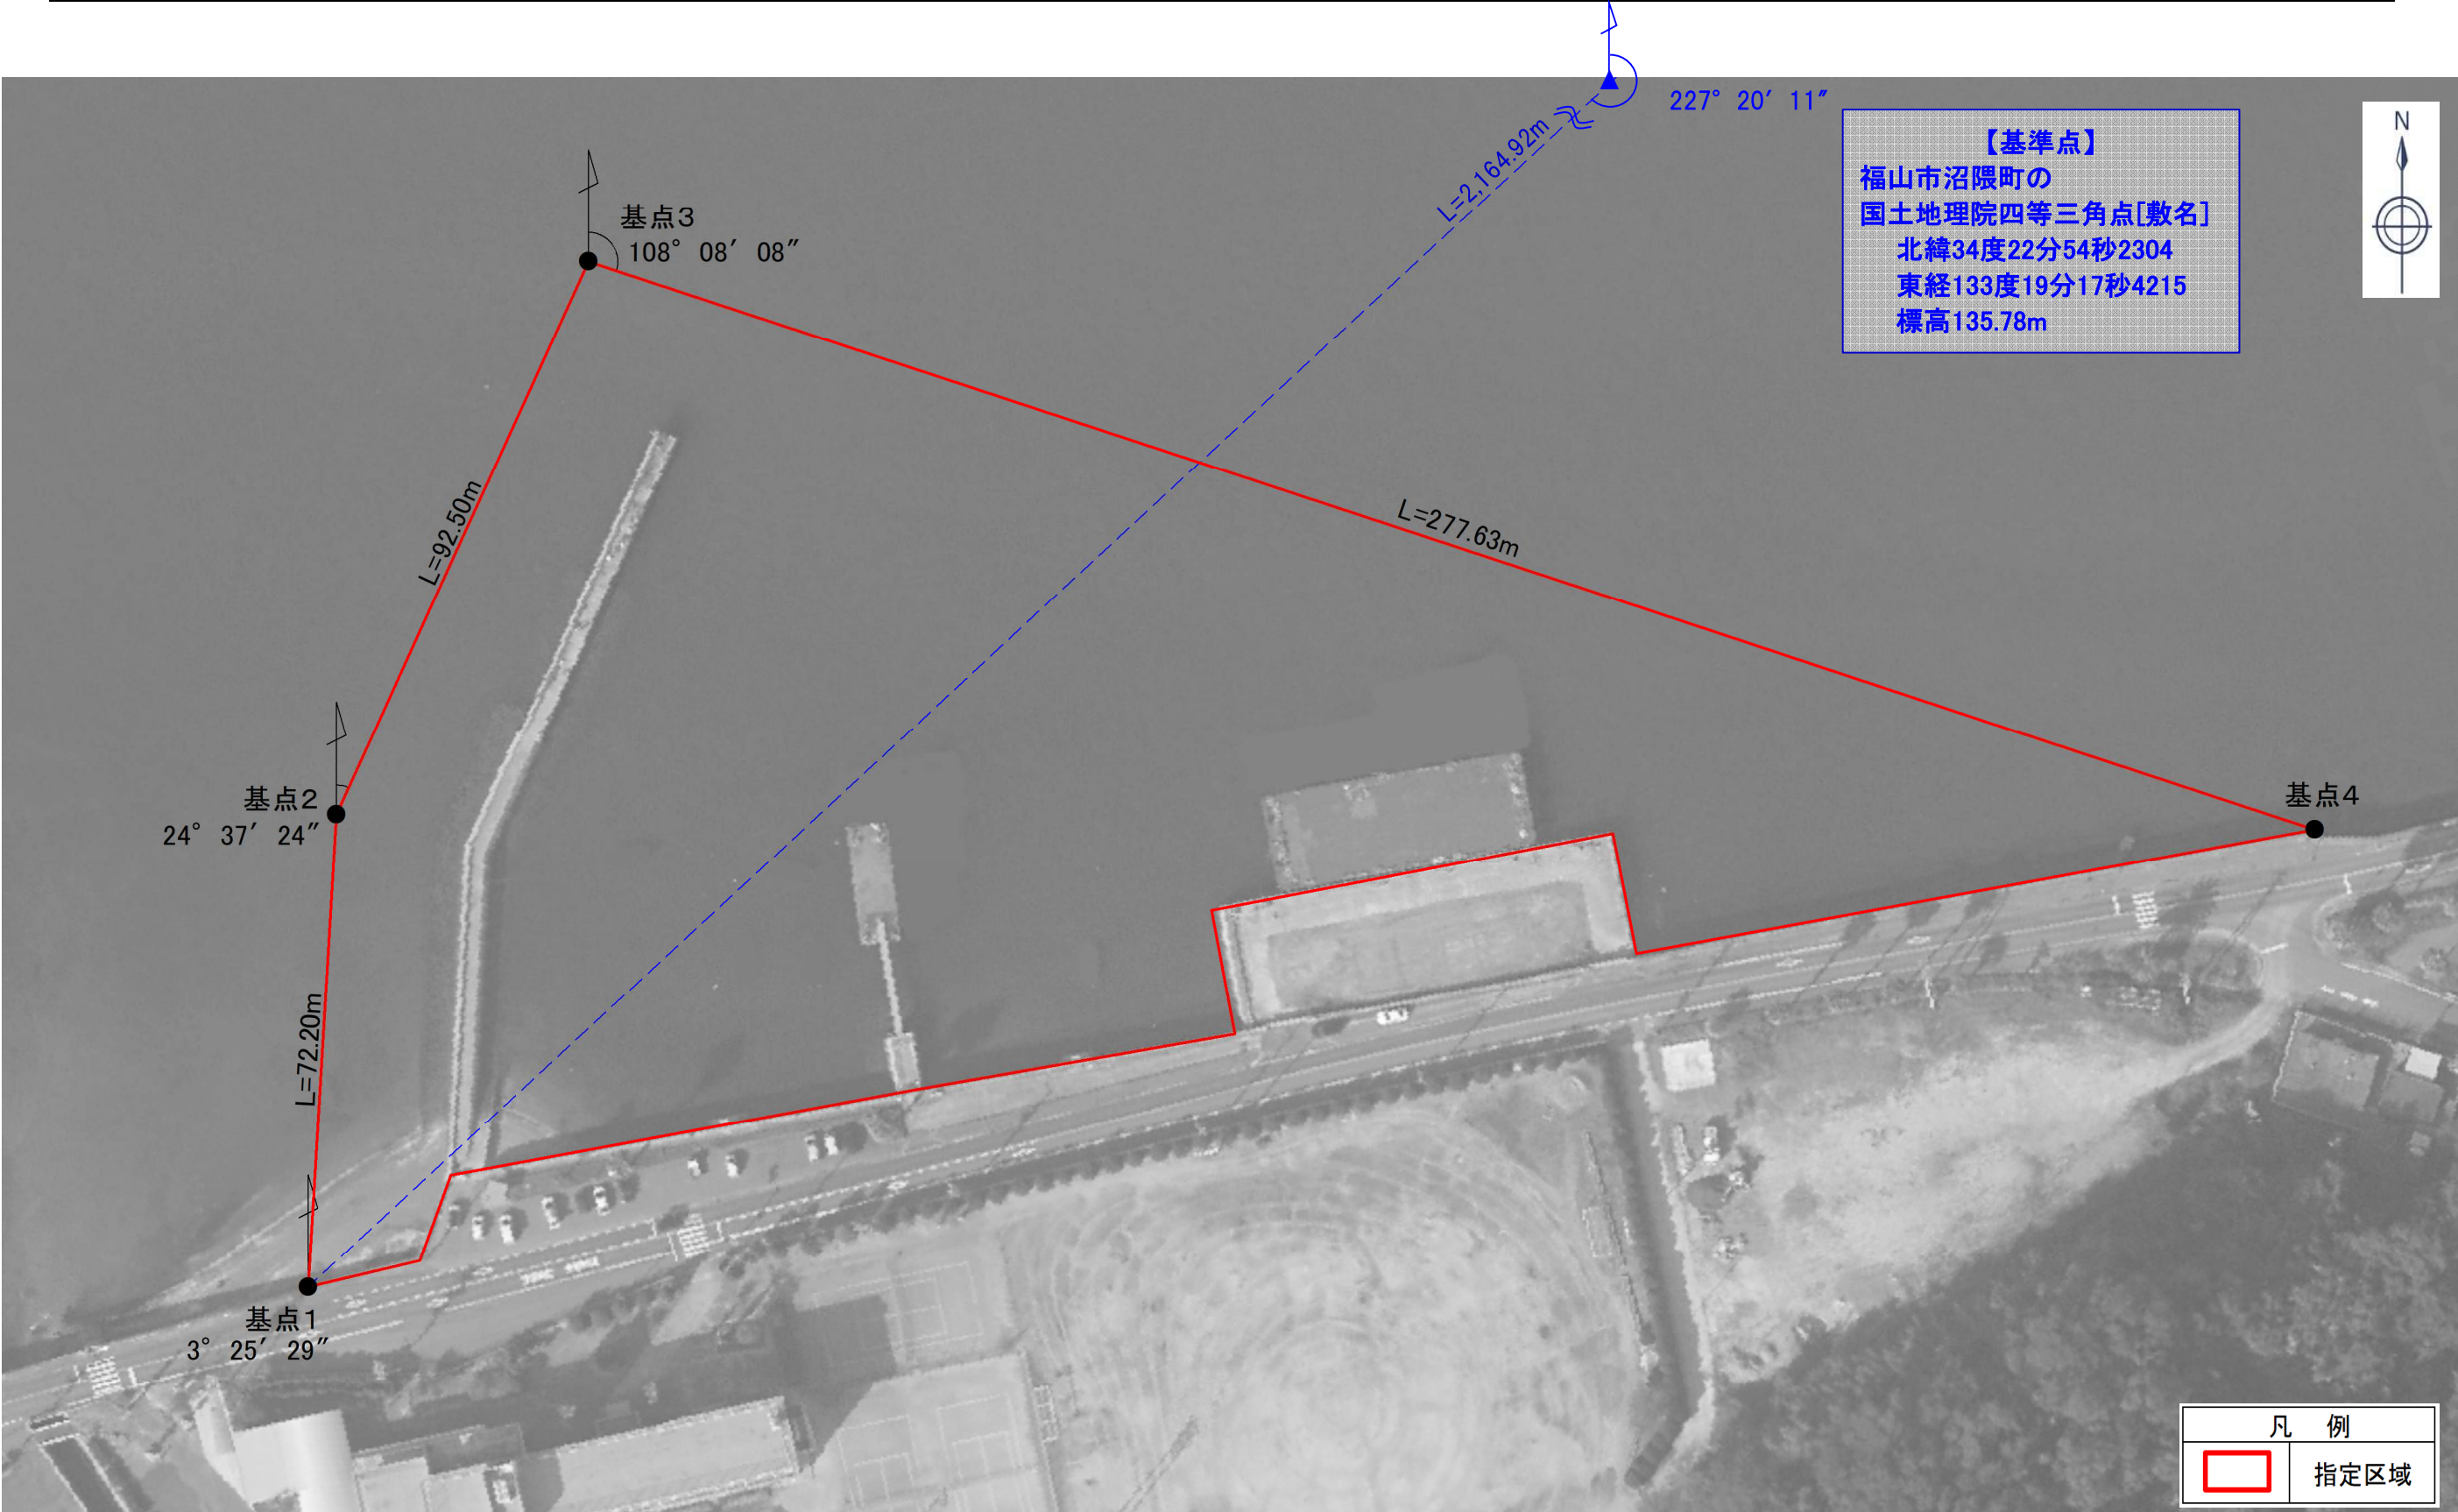 227° 20′ 11″
【基準点】
福山市沼隈町の
国土地理院四等三角点[敷名]
北緯34度22分54秒2304
東経133度19分17秒4215
標高135.78m
N
L=2,164.92m
基点3
108° 08′ 08″
L=92.50m
L=277.63m
基点2
24° 37′ 24″
基点4
L=72.20m
基点1
3° 25′ 29″
凡 例
指定区域